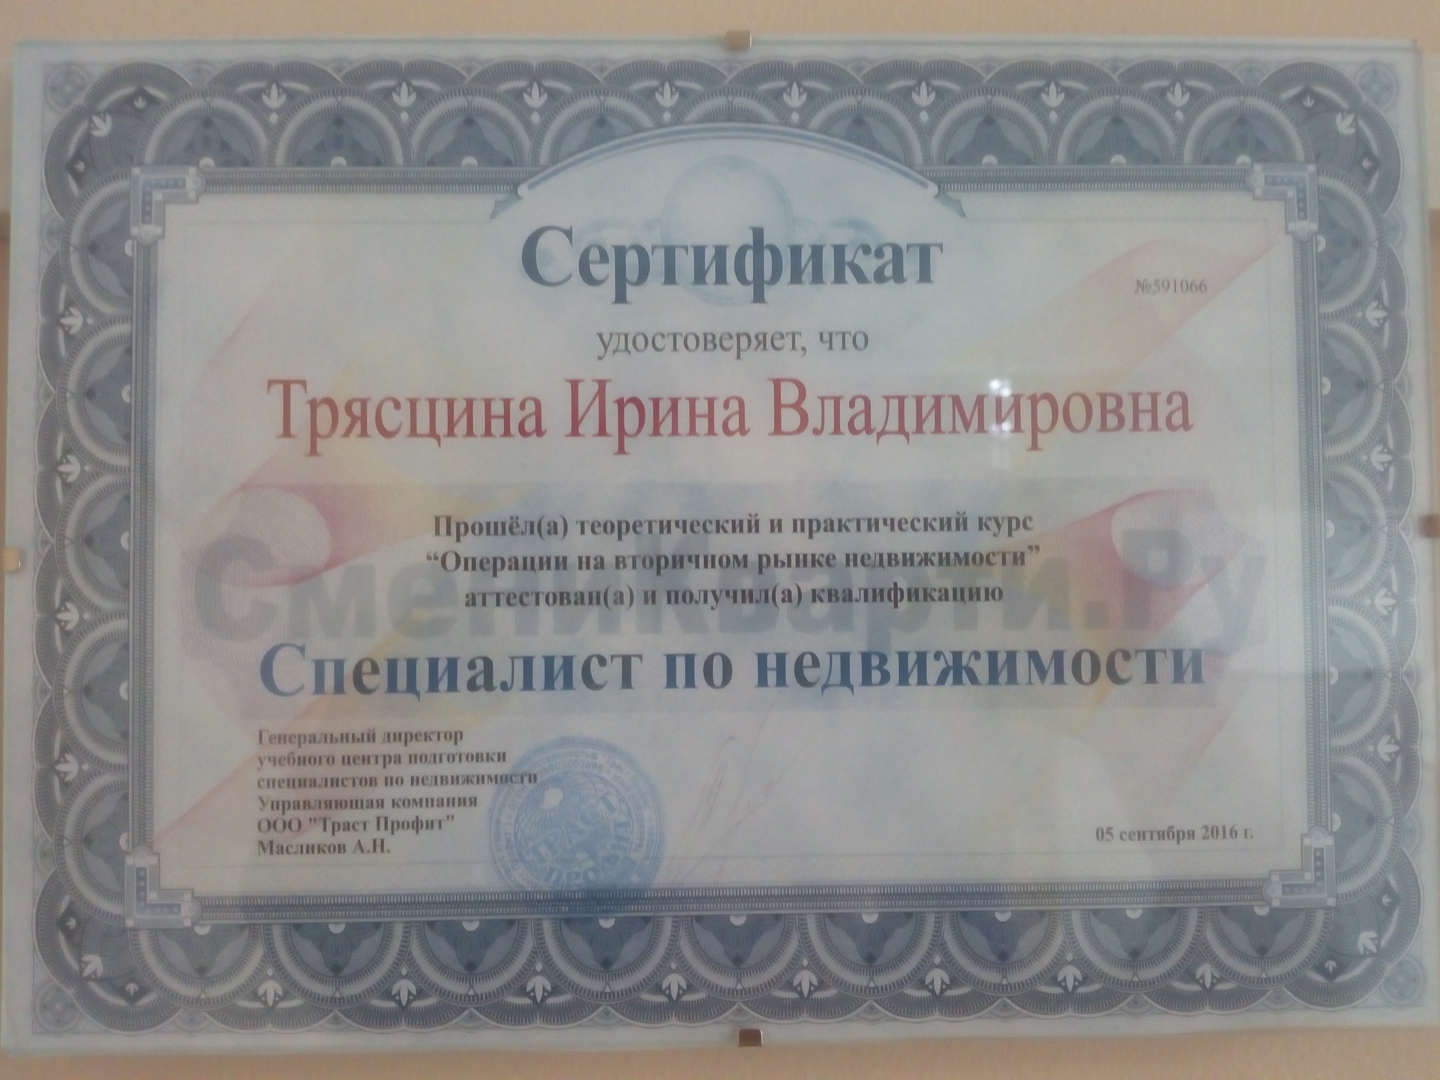 Сертификат
№591066
удостоверяет, что
Трясцина Ирина Владимировна
Прошёл(а) теоретический и практический курс
“Операции на вторичном рынке недвижимости”
аттестован(а) и получил(а) квалификацию
СмениКварти.Ру
Специалист по недвижимости
Генеральный директор
учебного центра подготовки
специалистов по недвижимости
Управляющая компания
ООО "Траст Профит"
Масликов А.Н.
05 сентября 2016 г.